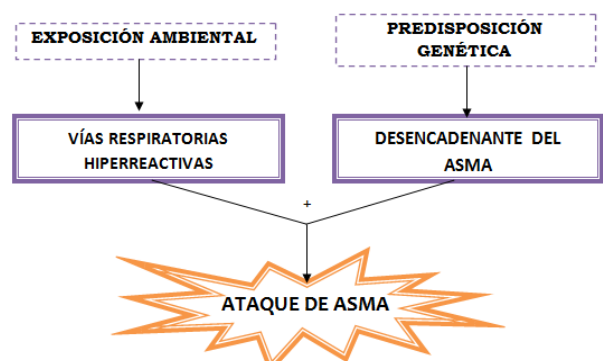 EXPOSICIÓN AMBIENTAL
PREDISPOSICIÓN
GENÉTICA
VÍAS RESPIRATORIAS
HIPERREACTIVAS
DESENCADENANTE DEL
ASMA
+
ATAQUE DE ASMA